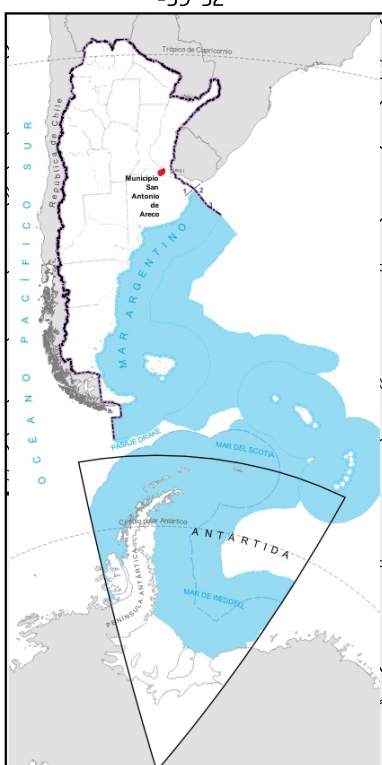 -59°32'
Trópico de Capricornio
República de Chile
Municipio
San
Antonio
de
Areco
1
2
3
OCÉANO PACÍFICO SUR
MAR ARGENTINO
PASAJE DRAKE
MAR DEL SCOTIA
Círculo polar Antártico
ANTÁRTIDA
PENÍNSULA ANTÁRTICA
MAR DE WEDDELL